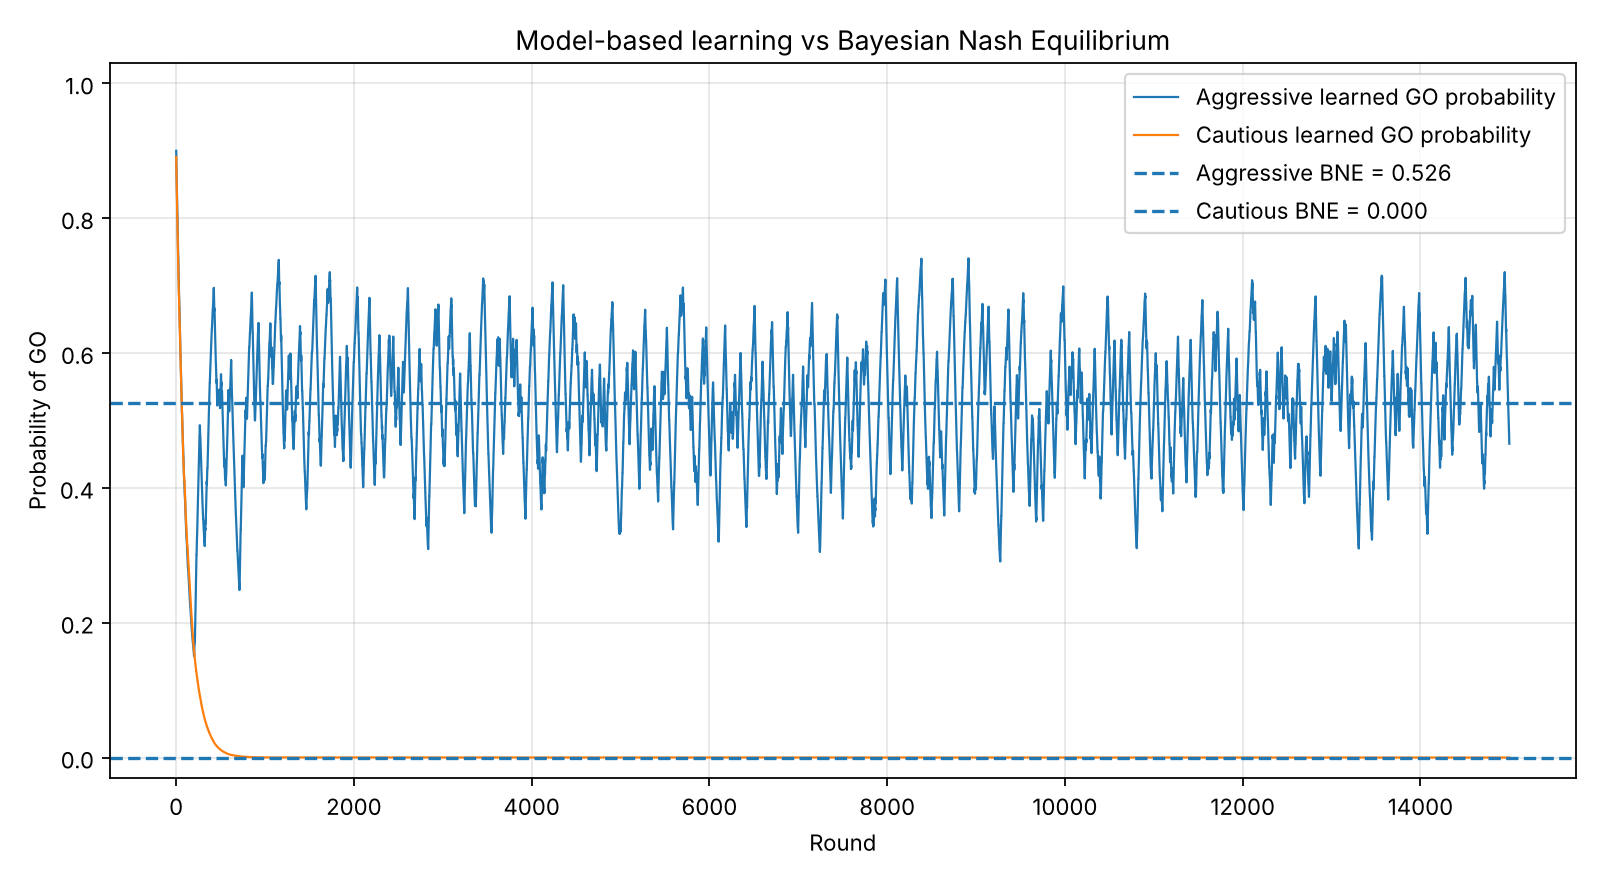 Model-based learning vs Bayesian Nash Equilibrium
Aggressive learned GO probability
Cautious learned GO probability
Aggressive BNE = 0.526
Cautious BNE = 0.000
Probability of GO
1.0
0.8
0.6
0.4
0.2
0.0
0 2000 4000 6000 8000 10000 12000 14000
Round